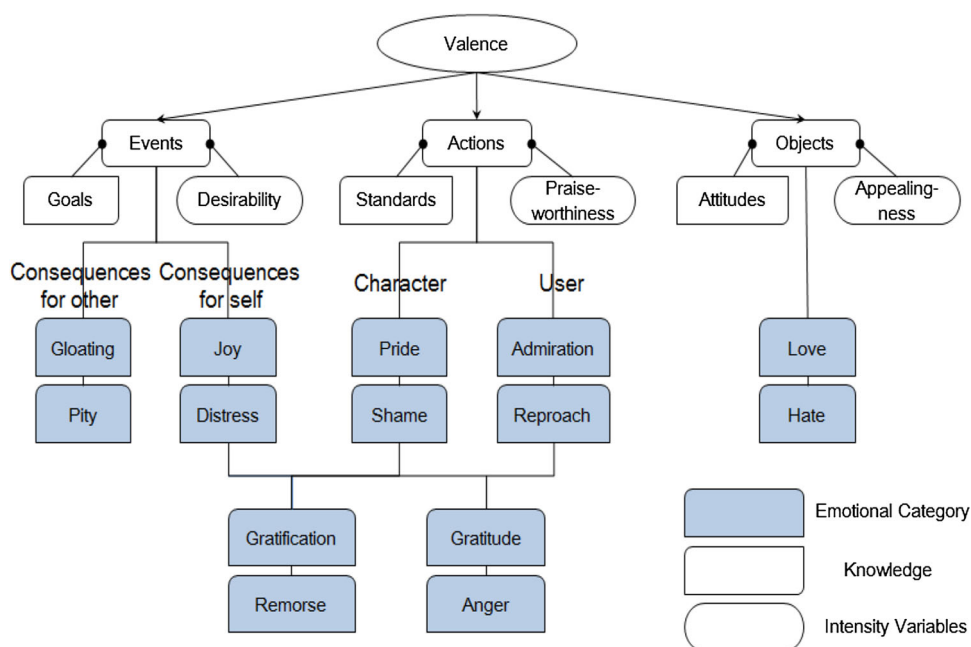 Valence
Events
Actions
Objects
Goals
Desirability
Standards
Praise-
worthiness
Attitudes
Appealing-
ness
Consequences
for other
Consequences
for self
Character
User
Gloating
Joy
Pride
Admiration
Love
Pity
Distress
Shame
Reproach
Hate
Gratification
Gratitude
Remorse
Anger
Emotional Category
Knowledge
Intensity Variables